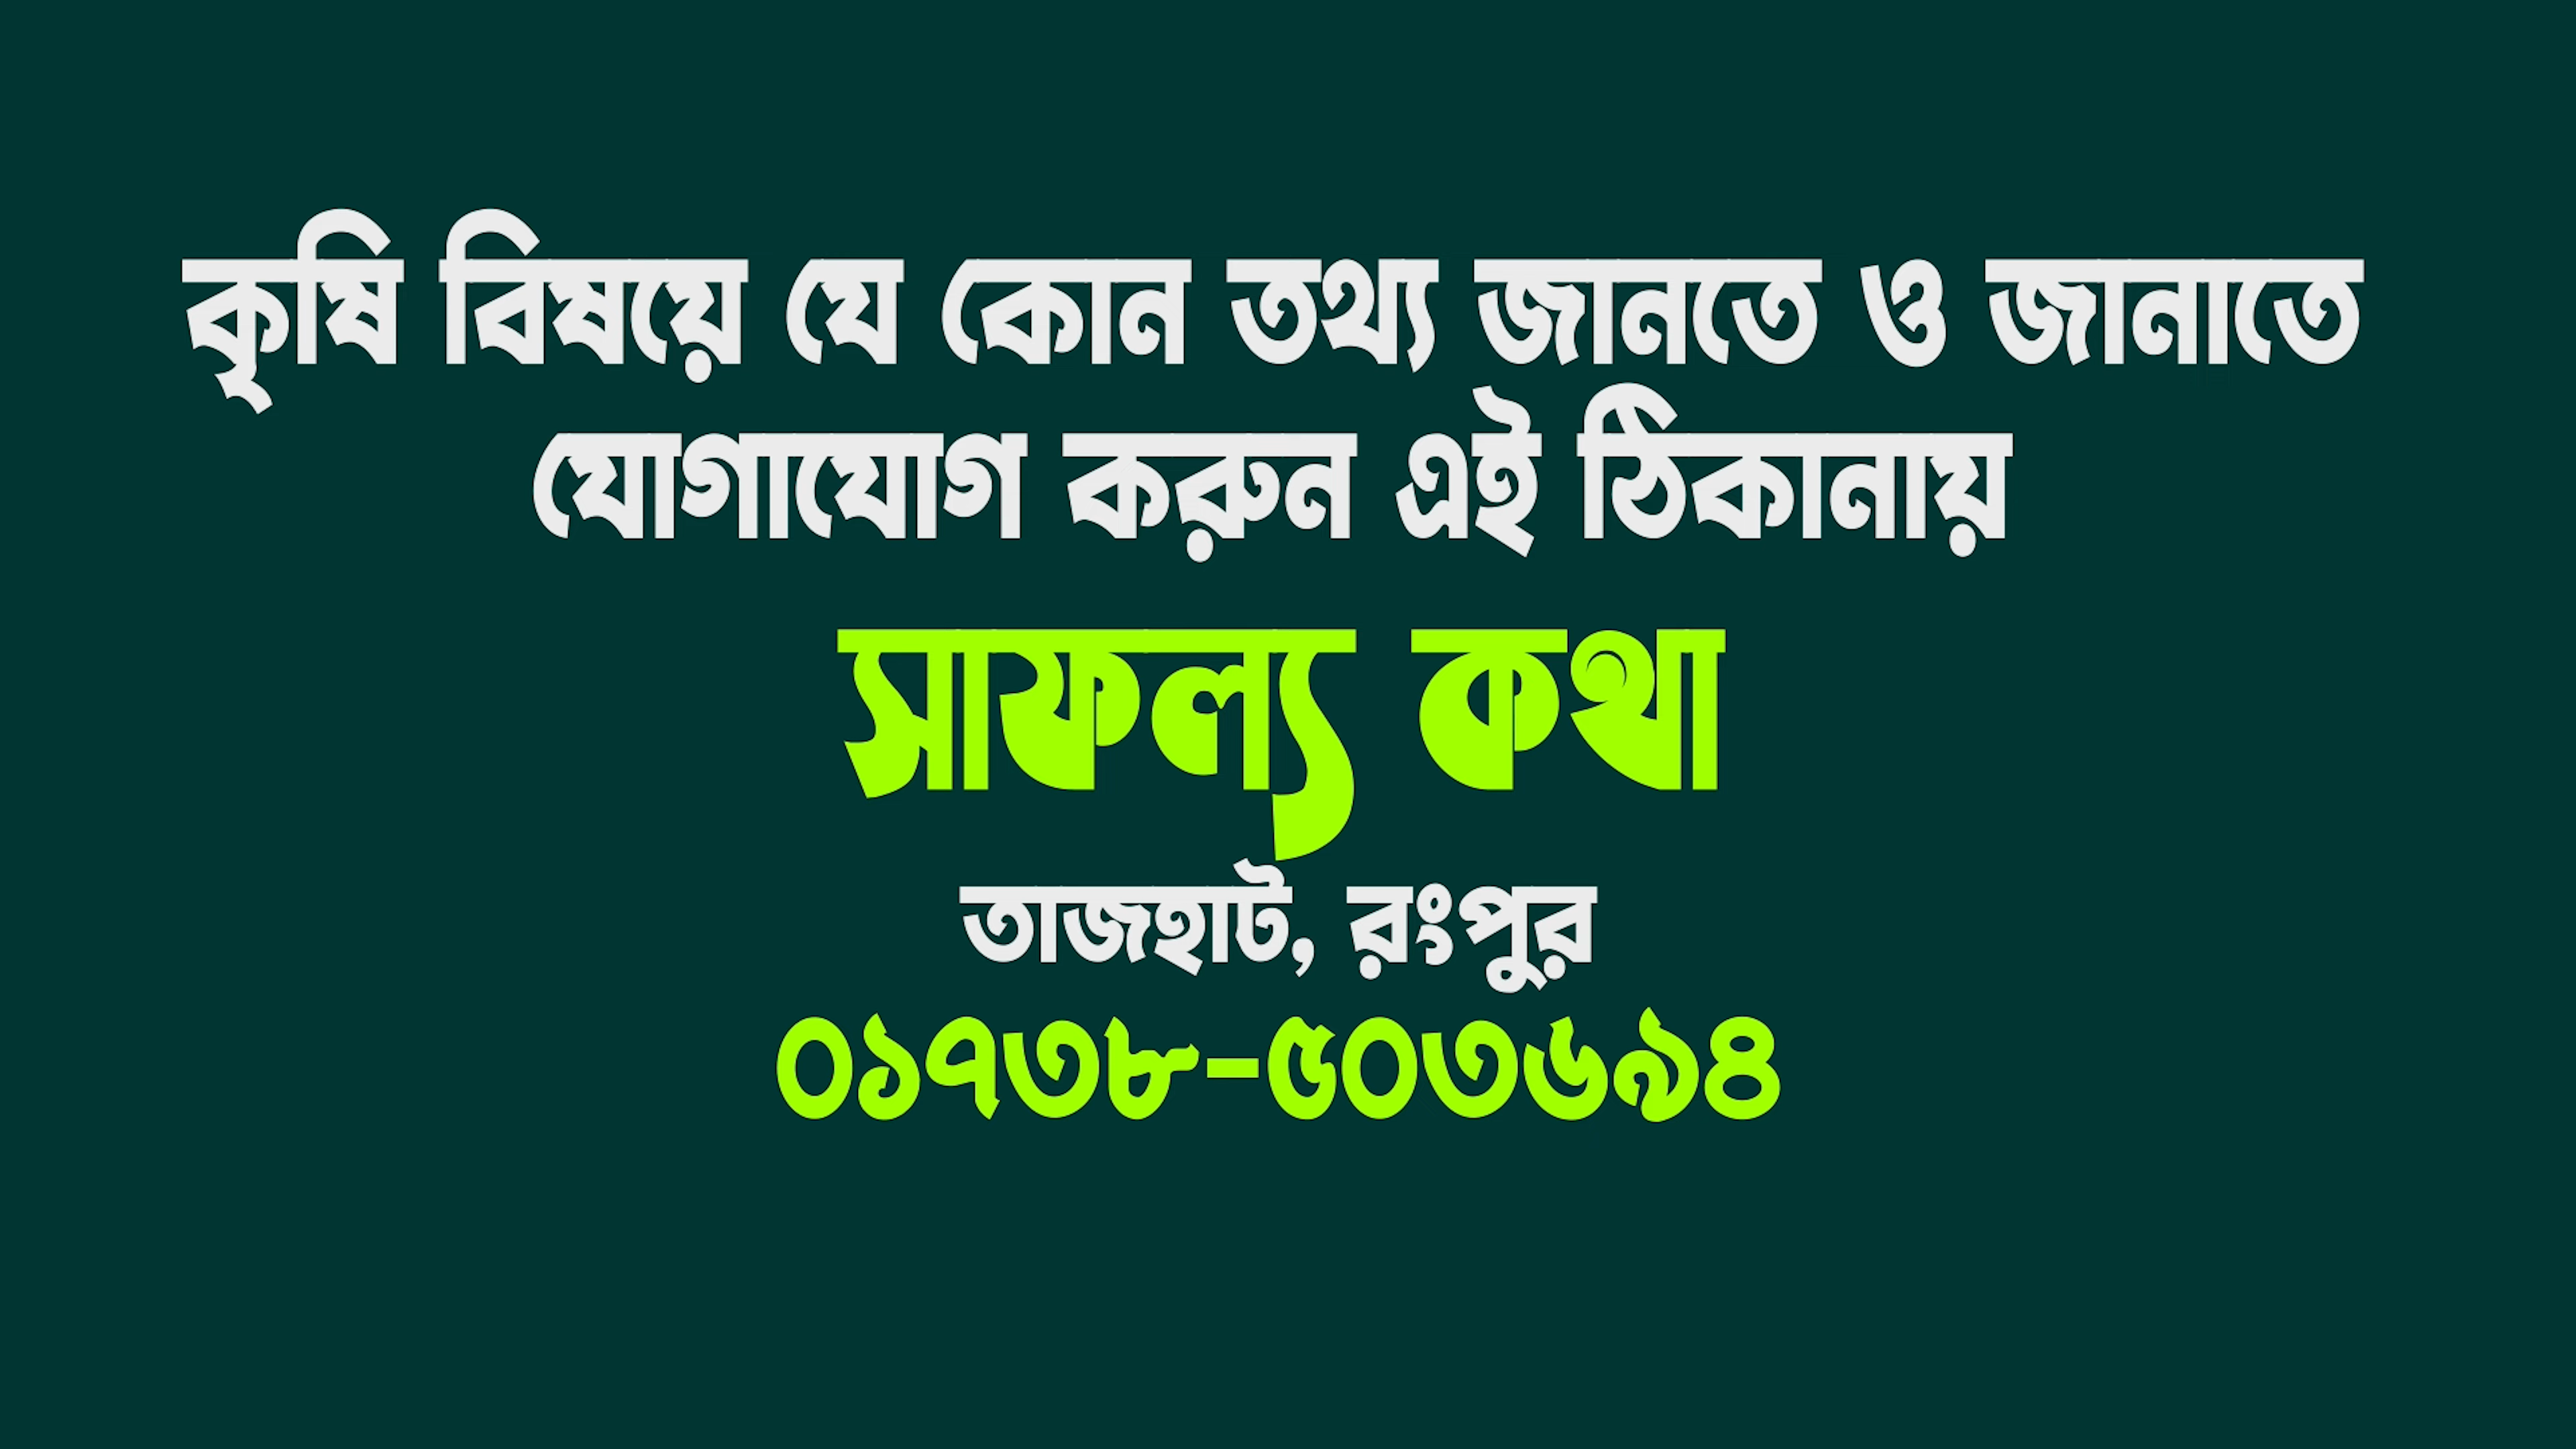 কৃষি বিষয়ে যে কোন তথ্য জানতে ও জানাতে
যোগাযোগ করুন এই ঠিকানায়
সাফল্য কথা
তাজহাট, রংপুর
০১৭৩৮-৫০৩৬৯৪